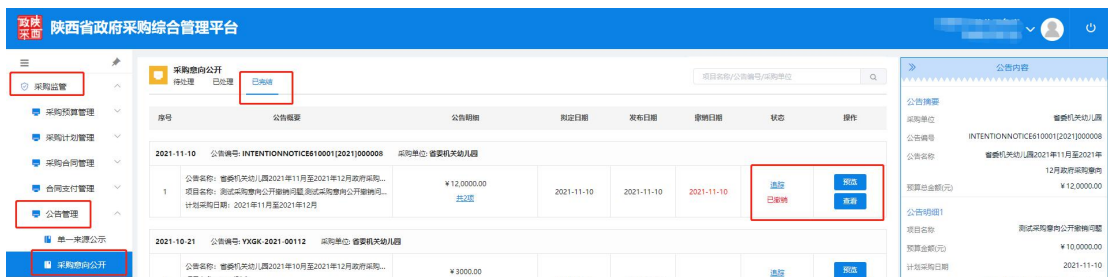 政陕
采西
陕西省政府采购综合管理平台
采购监管
采购预算管理
采购计划管理
采购合同管理
合同支付管理
公告管理
单一来源公示
采购意向公开
采购意向公开
待处理 已处理 已完结
项目名称/公告编号/采购单位
序号 公告概要 公告明细 拟定日期 发布日期 撤销日期 状态 操作
2021-11-10 公告编号: INTENTIONNOTICE610001[2021]000008 采购单位: 省委机关幼儿园
1
公告名称：省委机关幼儿园2021年11月至2021年12月政府采购...
项目名称：测试采购意向公开撤销问题,测试采购意向公开撤销问...
计划采购日期：2021年11月至2021年12月
￥12,0000.00
共2项
2021-11-10 2021-11-10 2021-11-10
追踪
已撤销
预览
查看
2021-10-21 公告编号: YXGK-2021-00112 采购单位: 省委机关幼儿园
公告名称：省委机关幼儿园2021年10月至2021年12月政府采购...
￥3000.00
追踪
预览
公告内容
公告摘要
采购单位 省委机关幼儿园
公告编号 INTENTIONNOTICE610001[2021]000008
公告名称 省委机关幼儿园2021年11月至2021年
12月政府采购意向
预算总金额(元) ￥12,0000.00
公告明细1
项目名称 测试采购意向公开撤销问题
预算金额(元) ￥10,0000.00
计划采购日期 2021-11-10